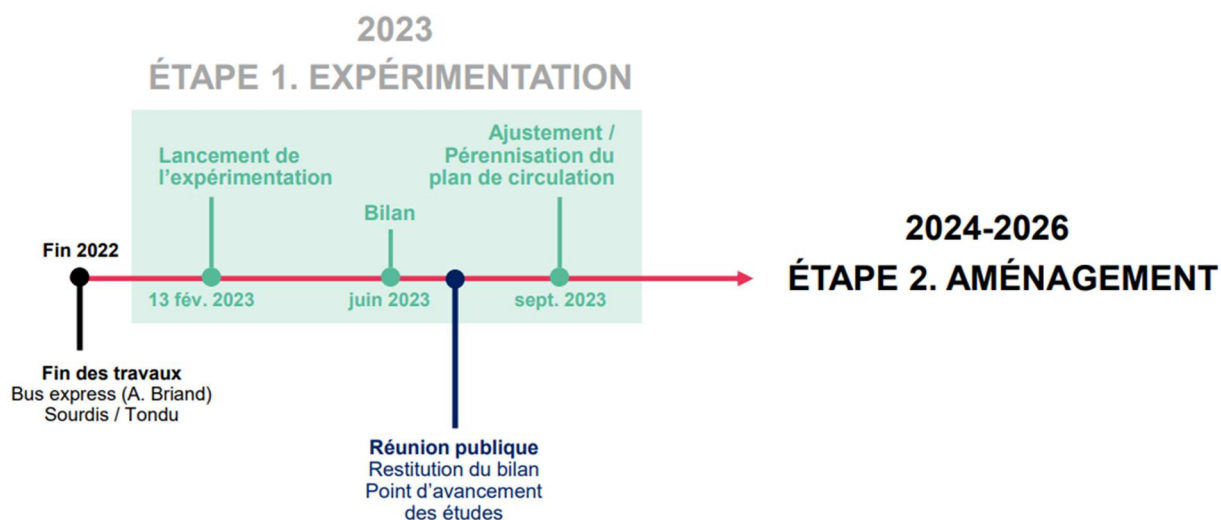 2023
ÉTAPE 1. EXPÉRIMENTATION
Lancement de
l'expérimentation
Bilan
Ajustement /
Pérennisation du
plan de circulation
Fin 2022
13 fév. 2023
juin 2023
sept. 2023
2024-2026
ÉTAPE 2. AMÉNAGEMENT
Fin des travaux
Bus express (A. Briand)
Sourdis / Tondu
Réunion publique
Restitution du bilan
Point d'avancement
des études